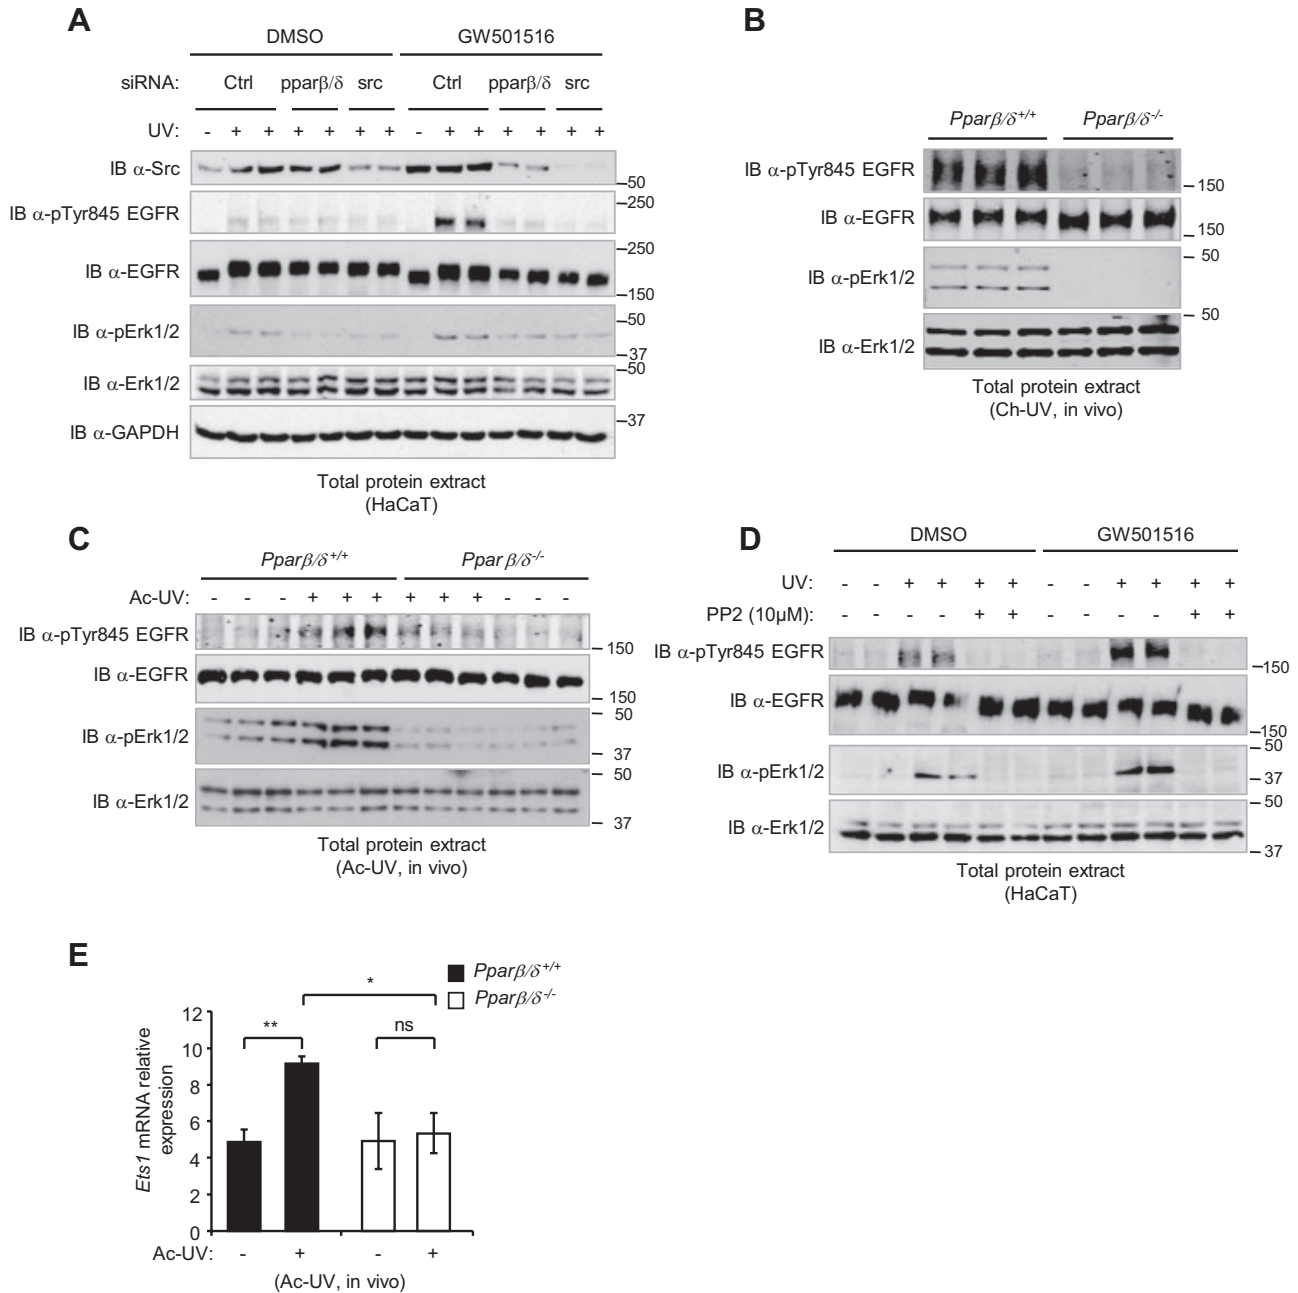 A
DMSO GW501516
siRNA: Ctrl pparβ/δ src Ctrl pparβ/δ src
UV: - + + + + + + - + + + + + +
IB α-Src
50
IB α-pTyr845 EGFR
250
IB α-EGFR
250
150
IB α-pErk1/2
50
37
IB α-Erk1/2
50
IB α-GAPDH
37
Total protein extract
(HaCaT)
B
Pparβ/δ+/+ Pparβ/δ-/-
IB α-pTyr845 EGFR
150
IB α-EGFR
150
IB α-pErk1/2
50
50
IB α-Erk1/2
Total protein extract
(Ch-UV, in vivo)
C
Pparβ/δ+/+ Pparβ/δ-/-
Ac-UV: - - - + + + + + + - - -
IB α-pTyr845 EGFR
150
IB α-EGFR
150
IB α-pErk1/2
50
37
IB α-Erk1/2
50
37
Total protein extract
(Ac-UV, in vivo)
D
DMSO GW501516
UV: - - + + + + - - + + + +
PP2 (10µM): - - - - + + - - - - + +
IB α-pTyr845 EGFR
150
IB α-EGFR
150
IB α-pErk1/2
50
37
IB α-Erk1/2
50
37
Total protein extract
(HaCaT)
E
Pparβ/δ+/+
Pparβ/δ-/-
*
** ns
Ets1 mRNA relative
expression
12
10
8
6
4
2
0
Ac-UV: - + - +
(Ac-UV, in vivo)